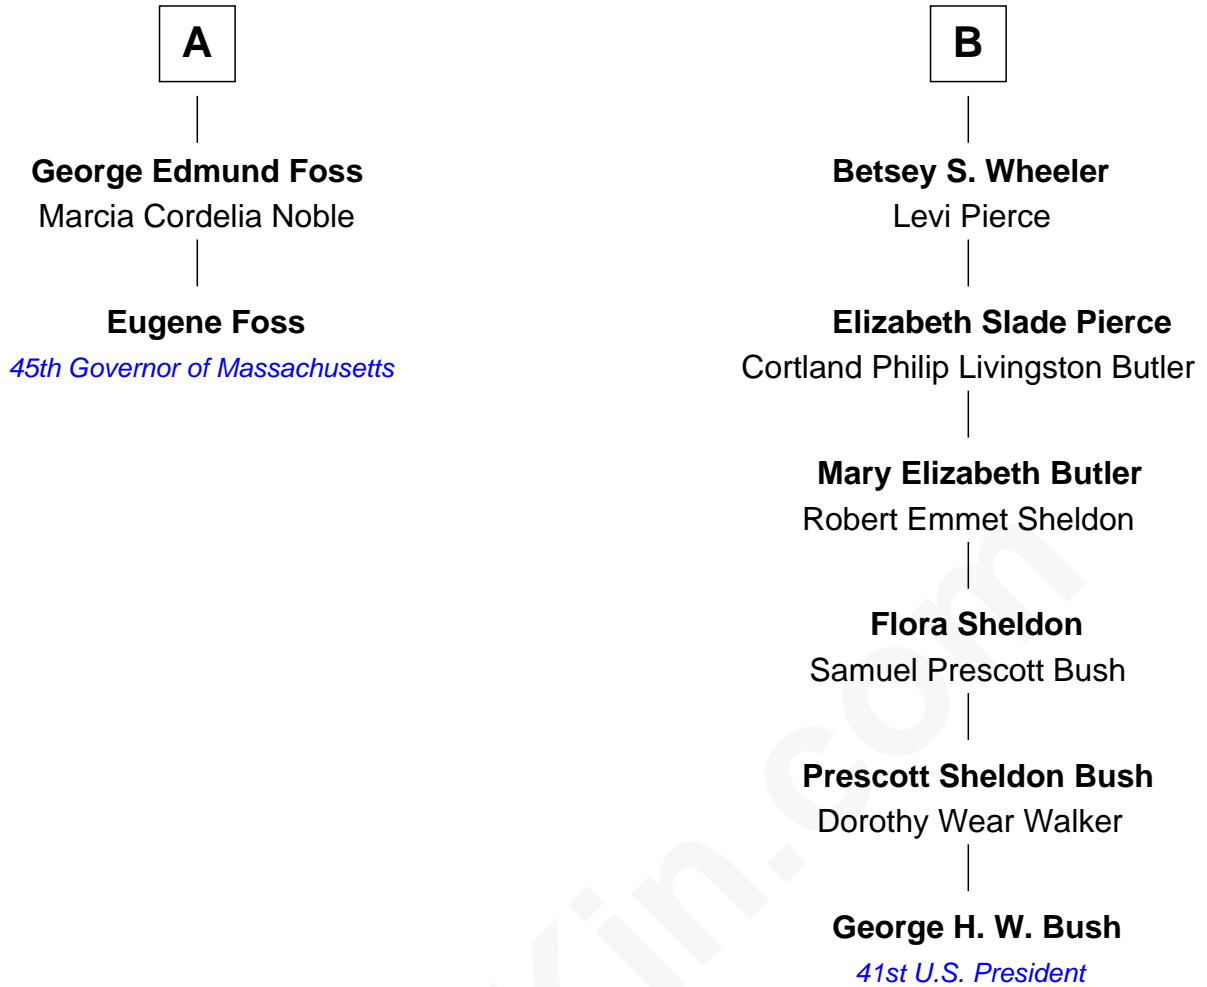 A
George Edmund Foss
Marcia Cordelia Noble
Eugene Foss
45th Governor of Massachusetts
B
Betsey S. Wheeler
Levi Pierce
Elizabeth Slade Pierce
Cortland Philip Livingston Butler
Mary Elizabeth Butler
Robert Emmet Sheldon
Flora Sheldon
Samuel Prescott Bush
Prescott Sheldon Bush
Dorothy Wear Walker
George H. W. Bush
41st U.S. President